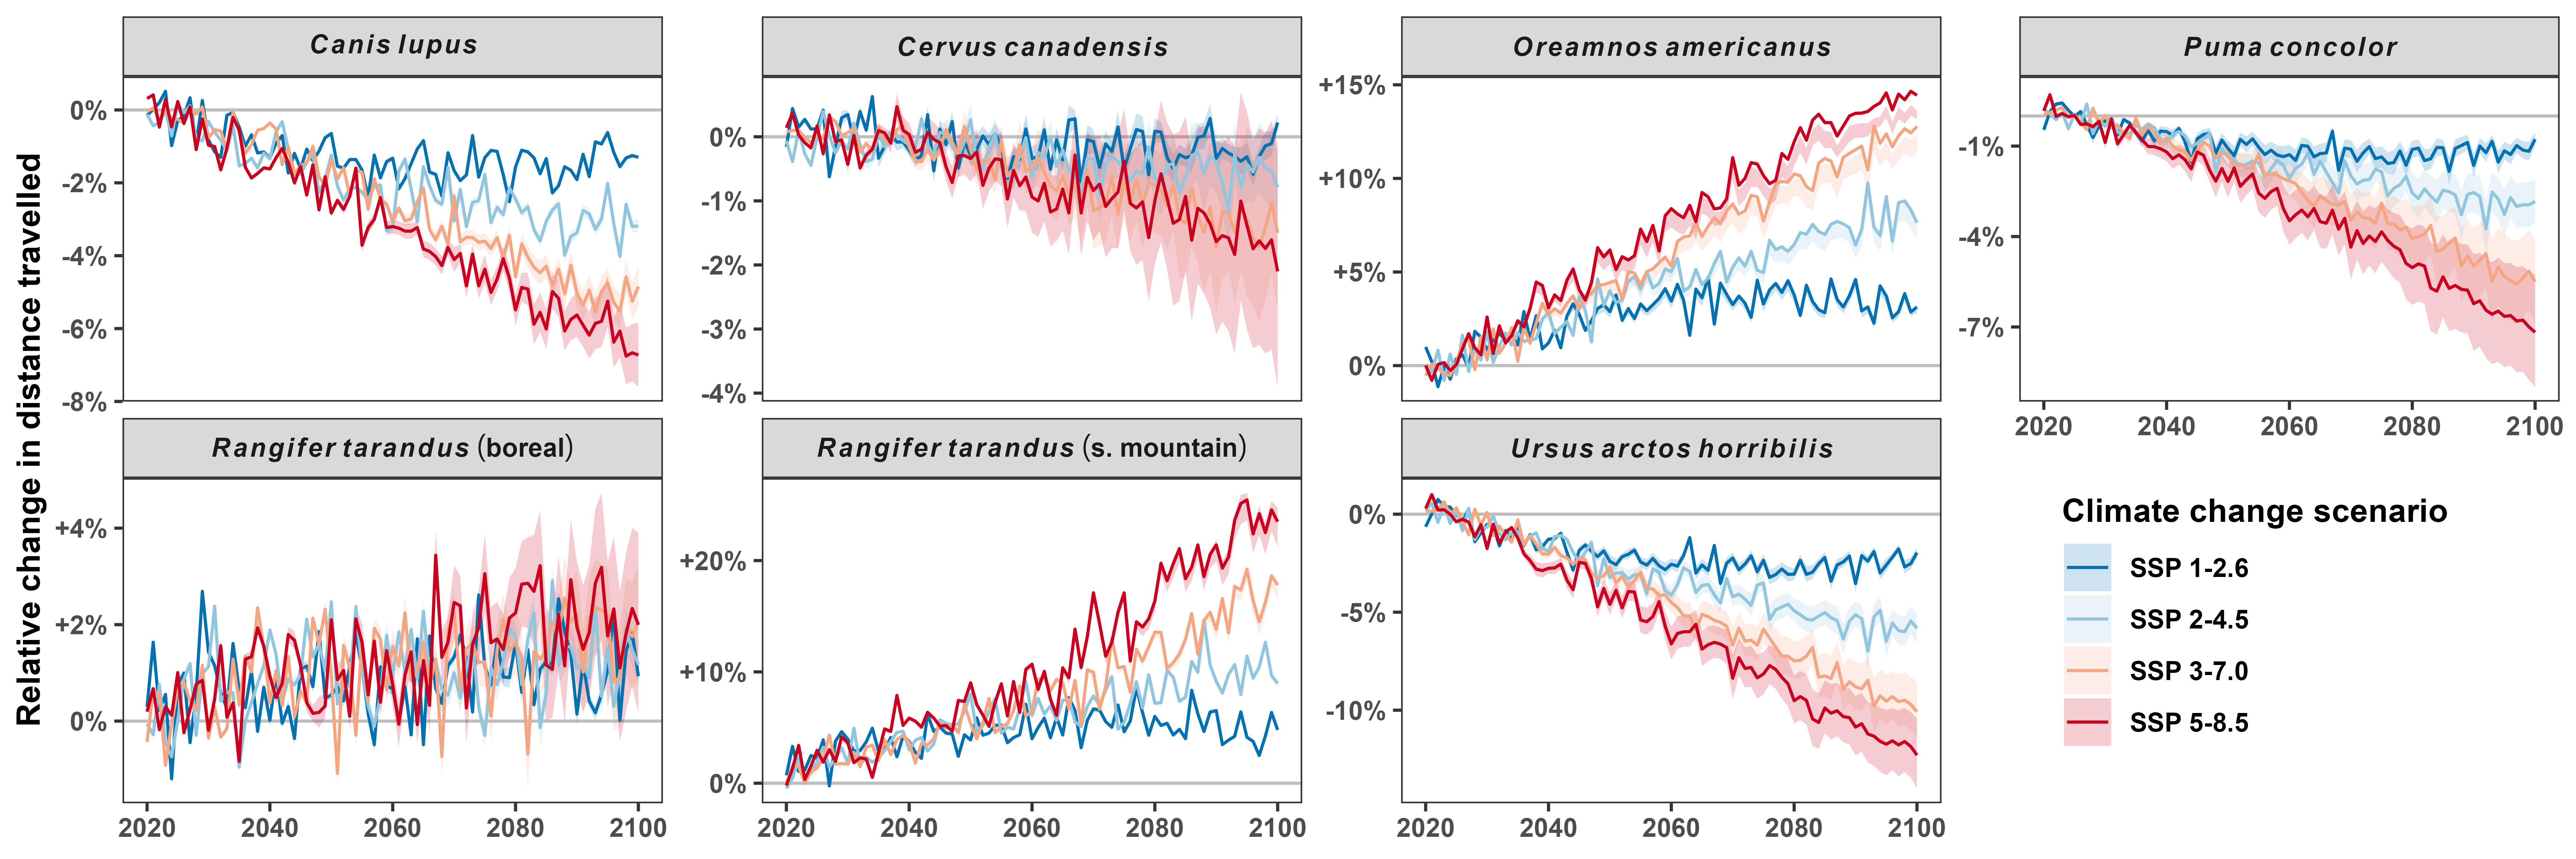 Relative change in distance travelled
Canis lupus
0%
-2%
-4%
-6%
-8%
Cervus canadensis
0%
-1%
-2%
-3%
-4%
Oreamnos americanus
+15%
+10%
+5%
0%
Puma concolor
-1%
-4%
-7%
2020 2040 2060 2080 2100
Rangifer tarandus (boreal)
+4%
+2%
0%
2020 2040 2060 2080 2100
Rangifer tarandus (s. mountain)
+20%
+10%
0%
2020 2040 2060 2080 2100
Ursus arctos horribilis
0%
-5%
-10%
2020 2040 2060 2080 2100
Climate change scenario
SSP 1-2.6
SSP 2-4.5
SSP 3-7.0
SSP 5-8.5